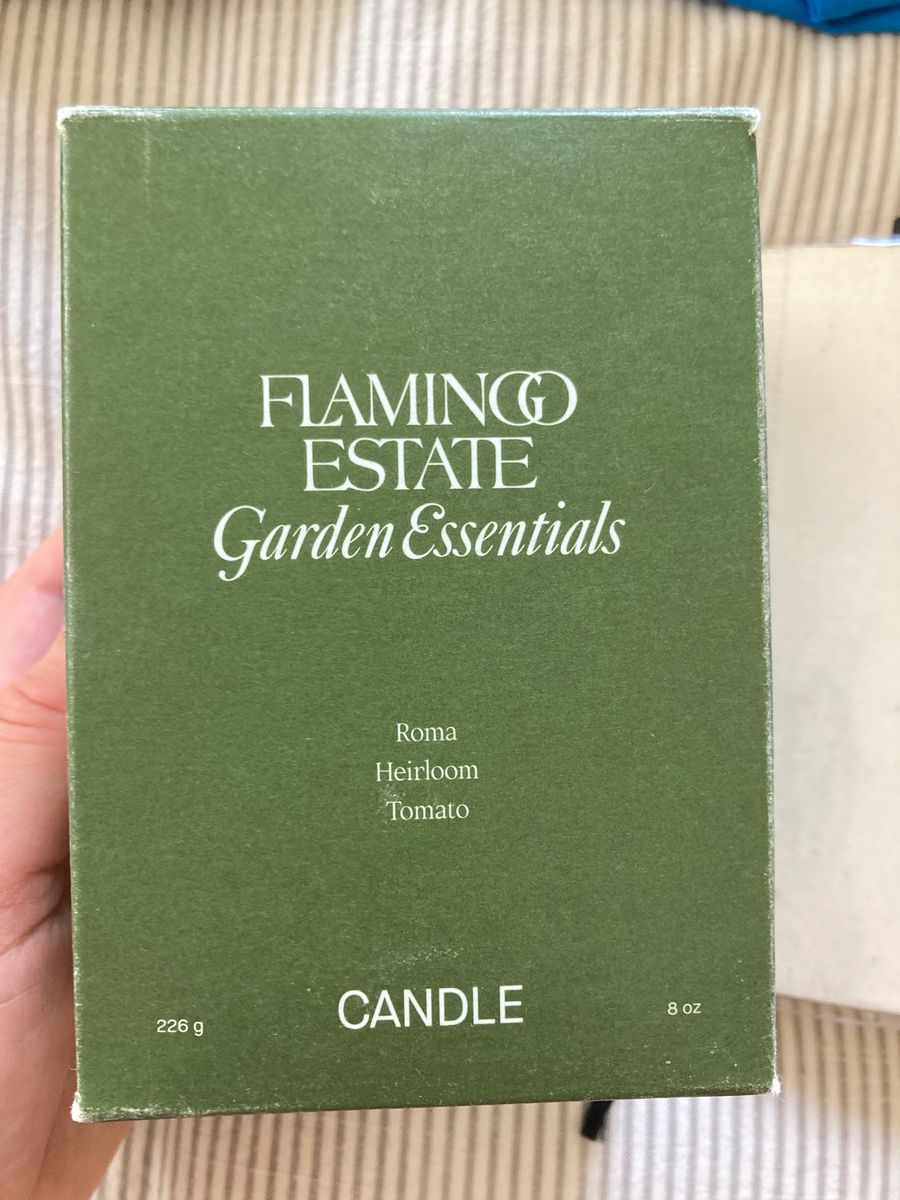 FLAMINGO
ESTATE
Garden Essentials
Roma
Heirloom
Tomato
226 g CANDLE 8 oz